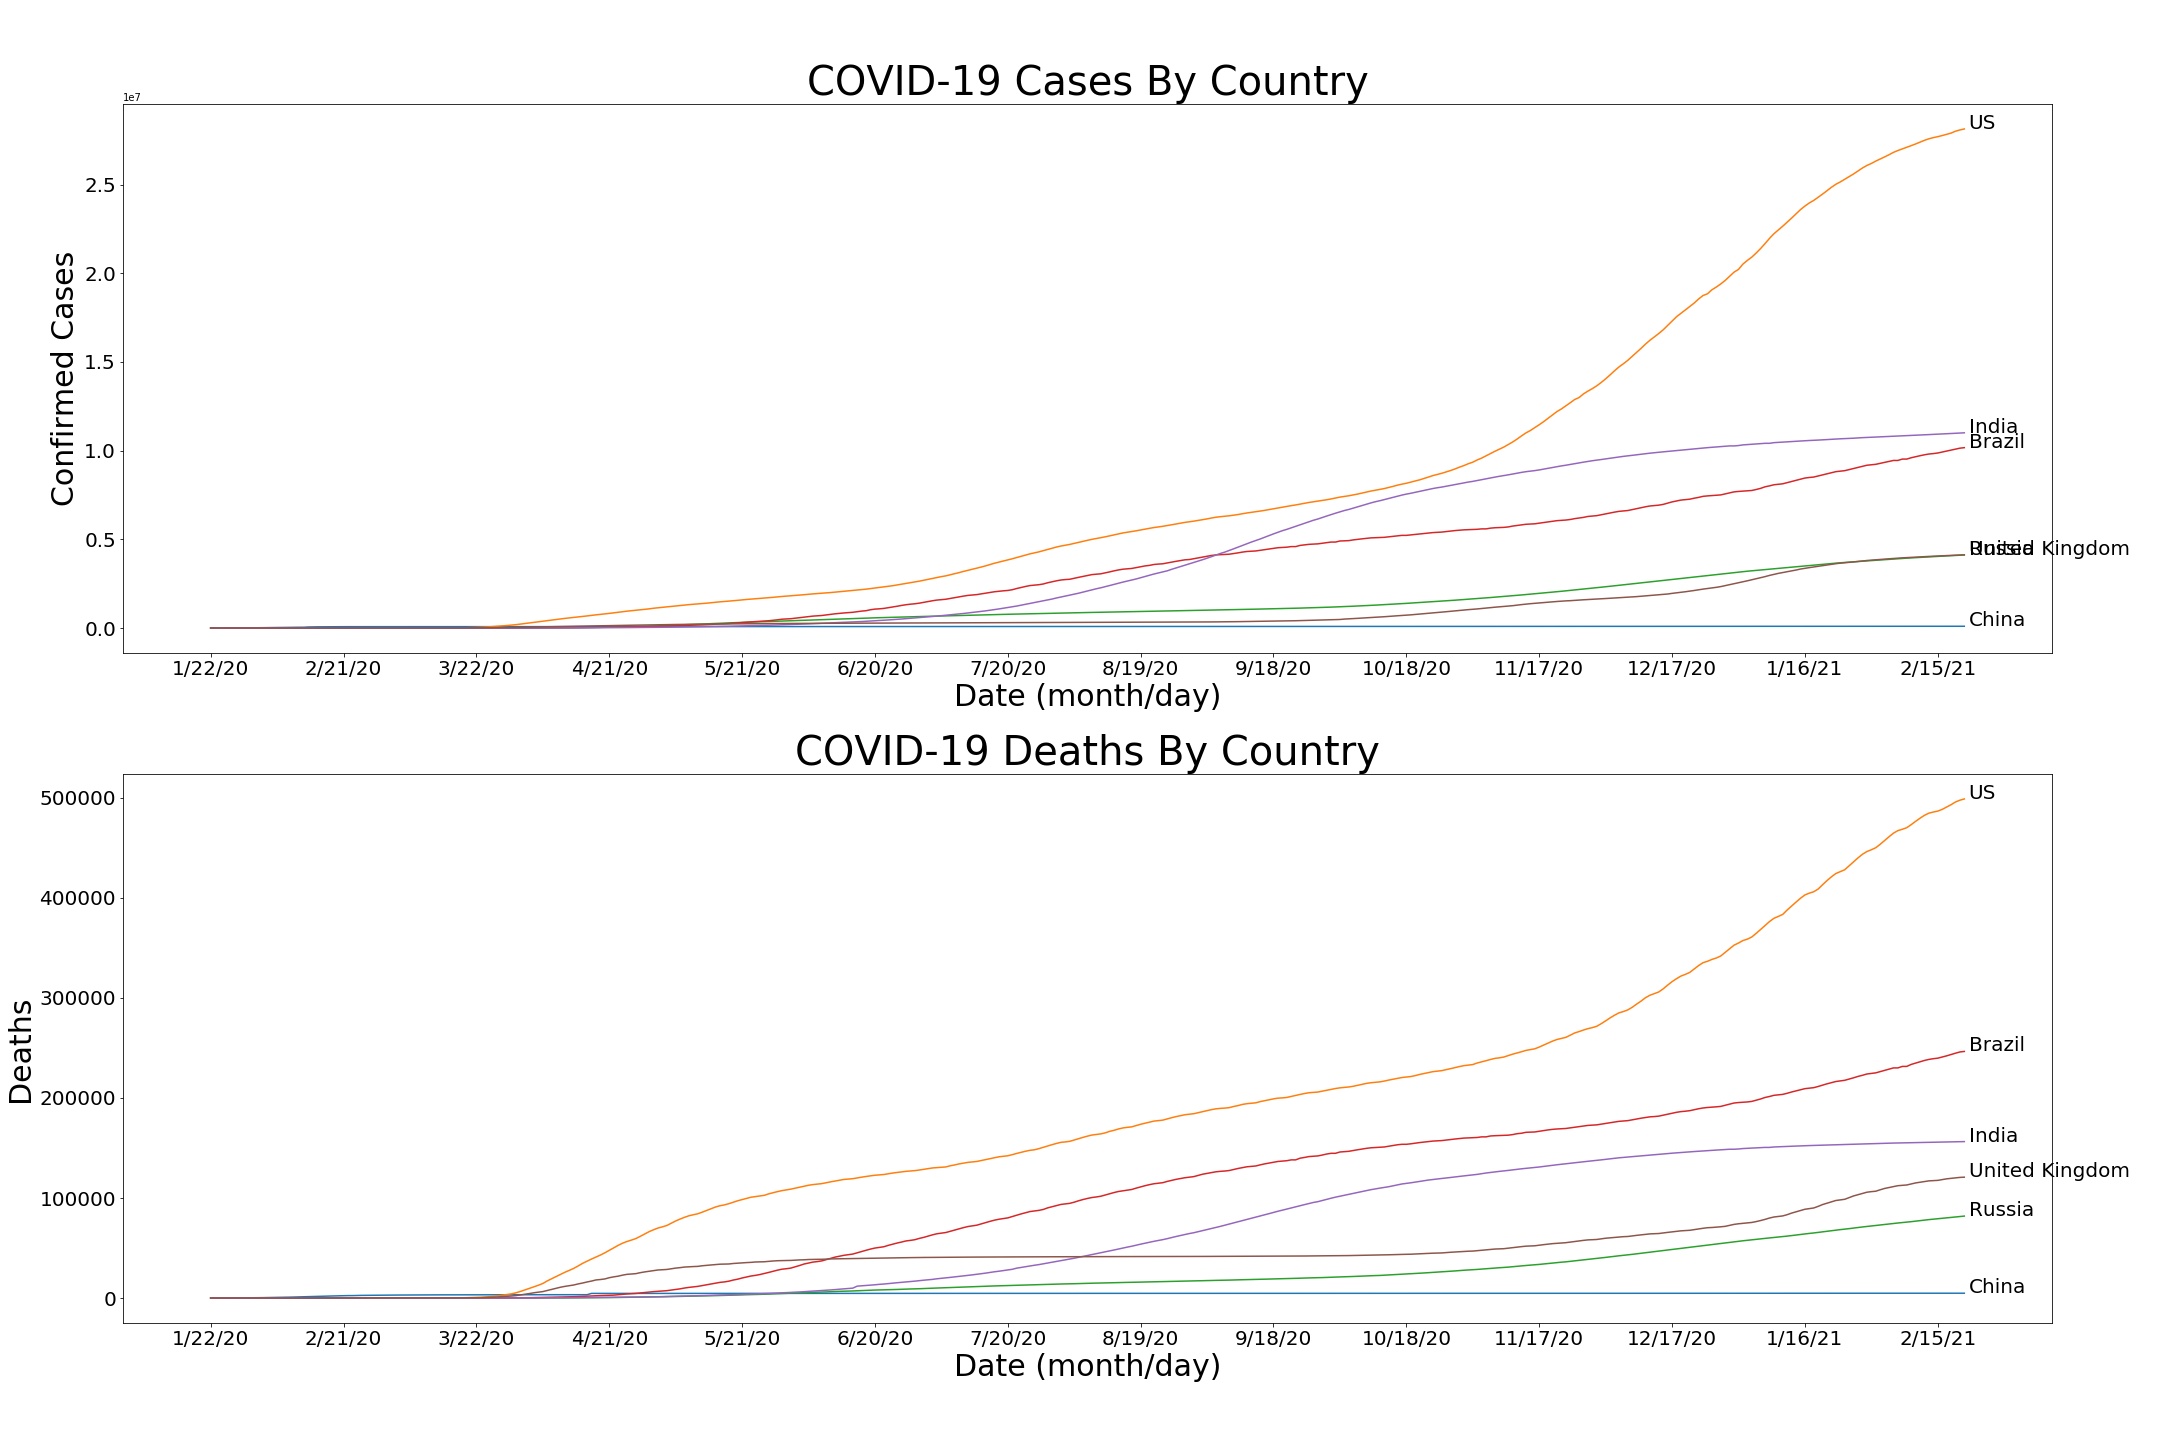 COVID-19 Cases By Country
1e7
Confirmed Cases
2.5
2.0
1.5
1.0
0.5
0.0
US
India
Brazil
Russia
United Kingdom
China
1/22/20 2/21/20 3/22/20 4/21/20 5/21/20 6/20/20 7/20/20 8/19/20 9/18/20 10/18/20 11/17/20 12/17/20 1/16/21 2/15/21
Date (month/day)
COVID-19 Deaths By Country
Deaths
500000
400000
300000
200000
100000
0
US
Brazil
India
United Kingdom
Russia
China
1/22/20 2/21/20 3/22/20 4/21/20 5/21/20 6/20/20 7/20/20 8/19/20 9/18/20 10/18/20 11/17/20 12/17/20 1/16/21 2/15/21
Date (month/day)